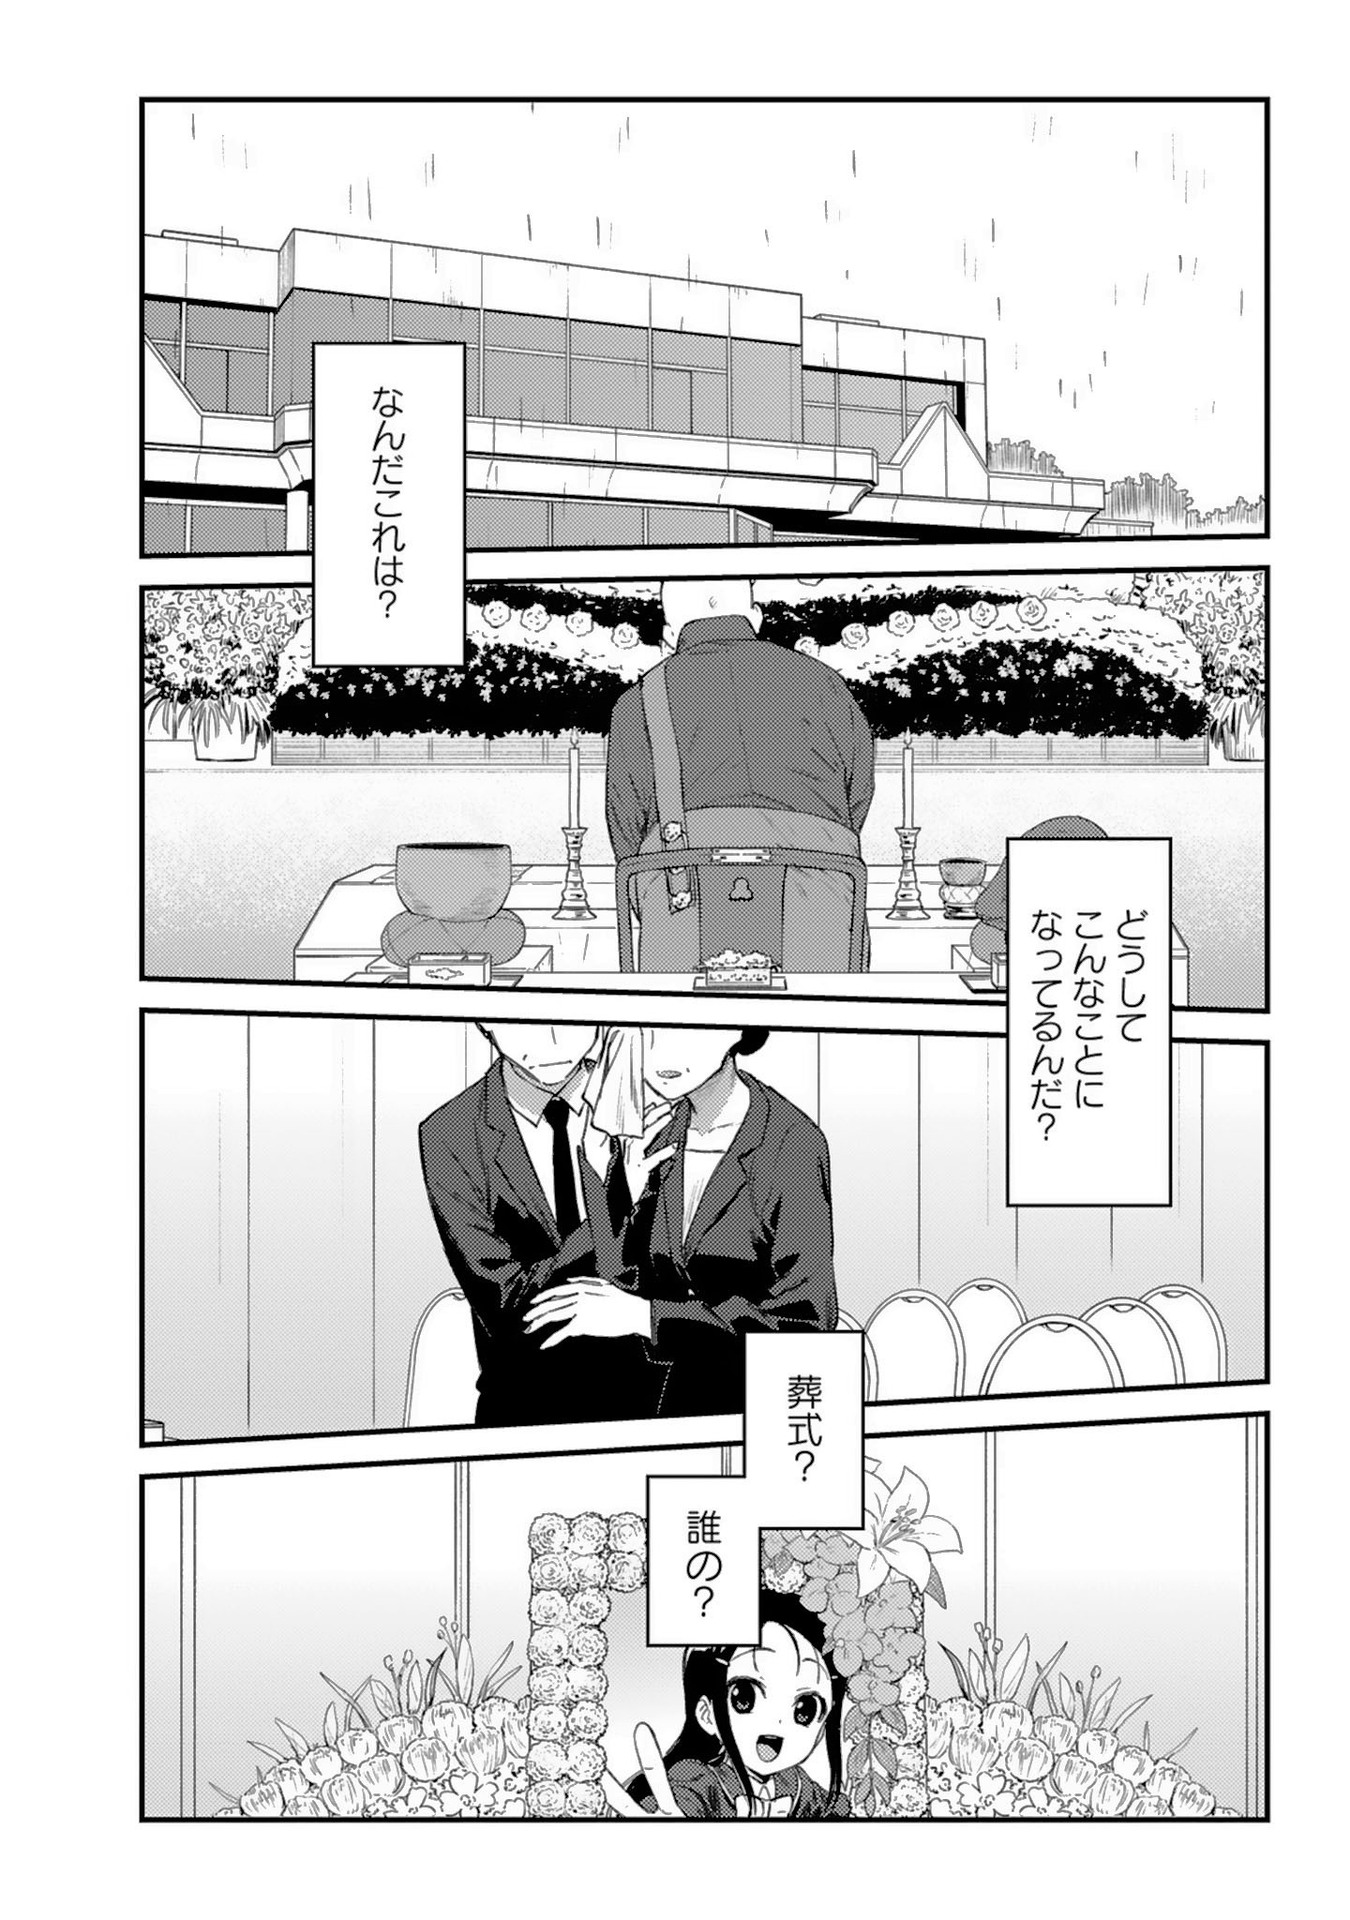 なんだこれは？
どうして
こんなことに
なってるんだ？
葬式？
誰の？